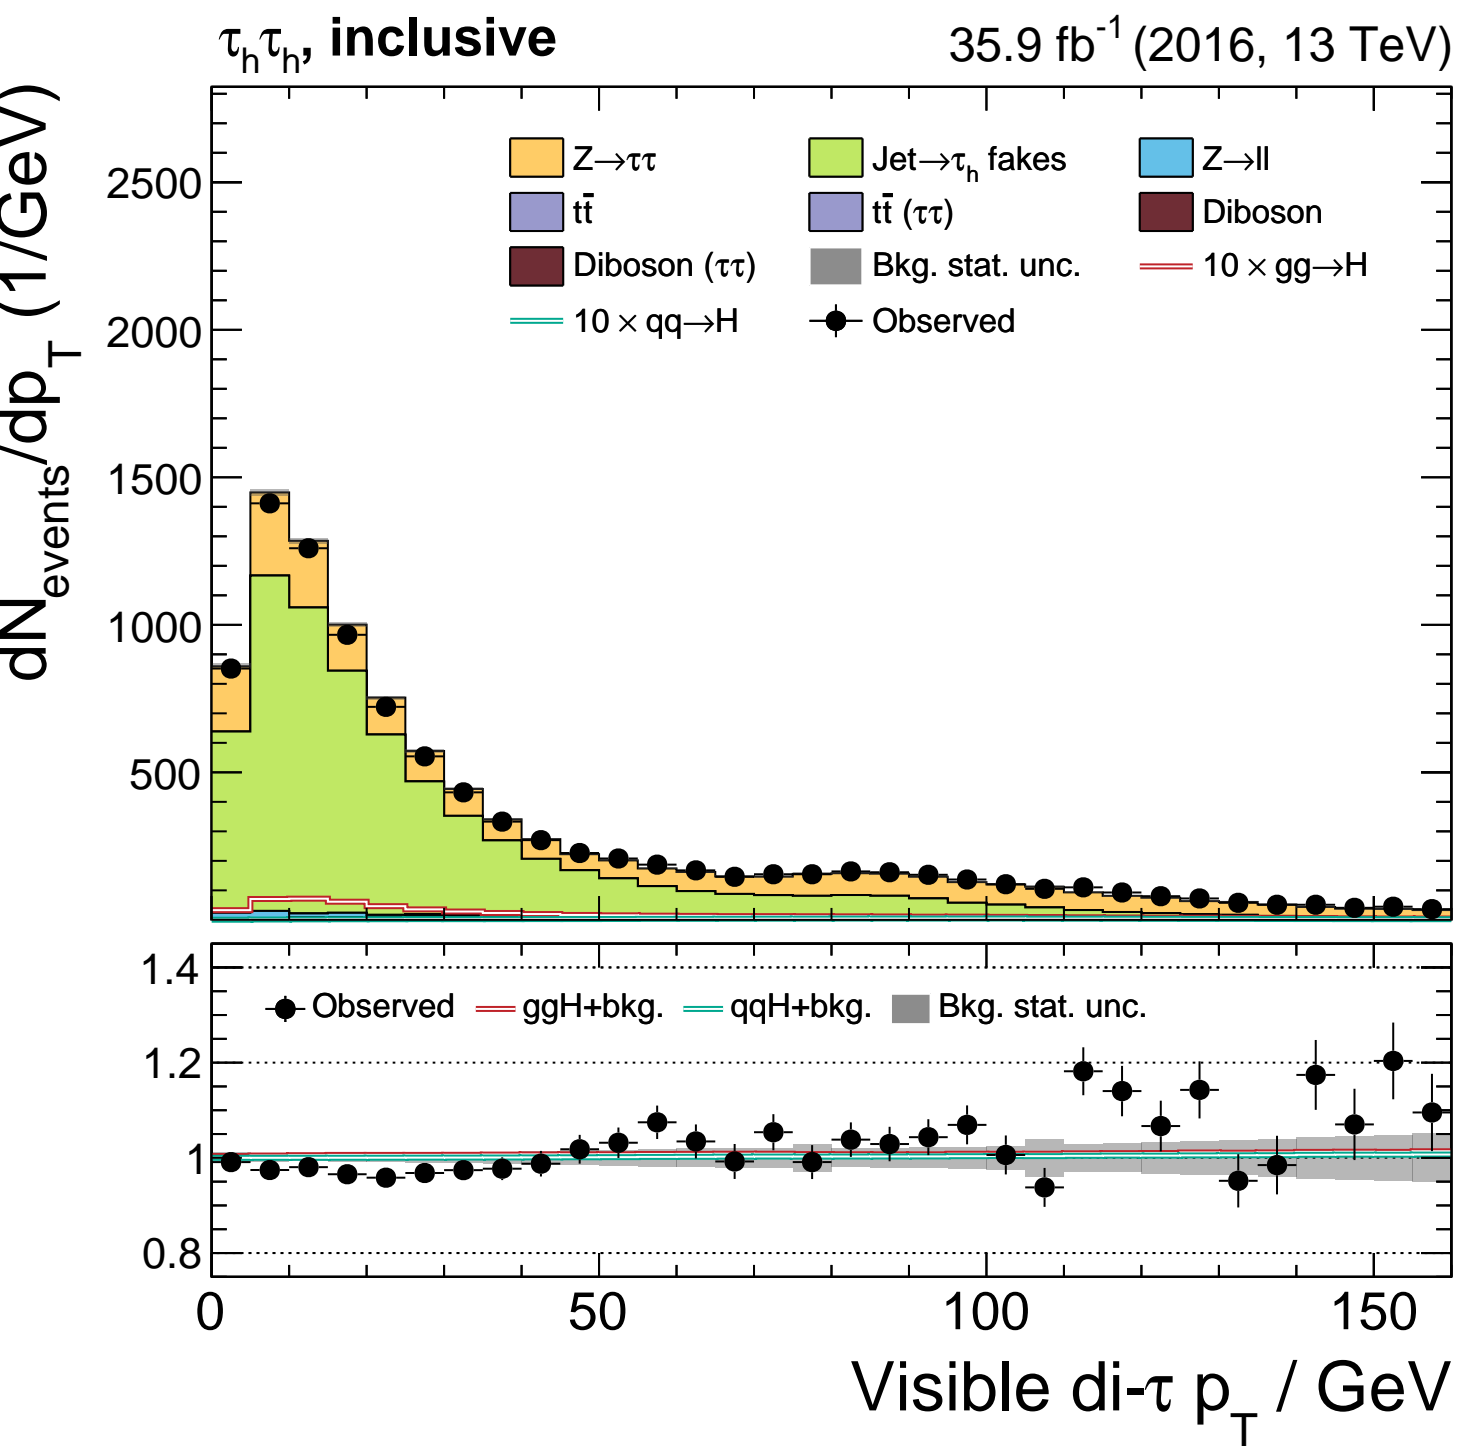 τhτh, inclusive 35.9 fb-1 (2016, 13 TeV)
dNevents/dpT (1/GeV)
2500
2000
1500
1000
500
Z→ττ Jet→τh fakes Z→ll
tt̄ tt̄ (ττ) Diboson
Diboson (ττ) Bkg. stat. unc. 10 × gg→H
10 × qq→H Observed
1.4
1.2
1
0.8
Observed ggH+bkg. qqH+bkg. Bkg. stat. unc.
0 50 100 150
Visible di-τ pT / GeV